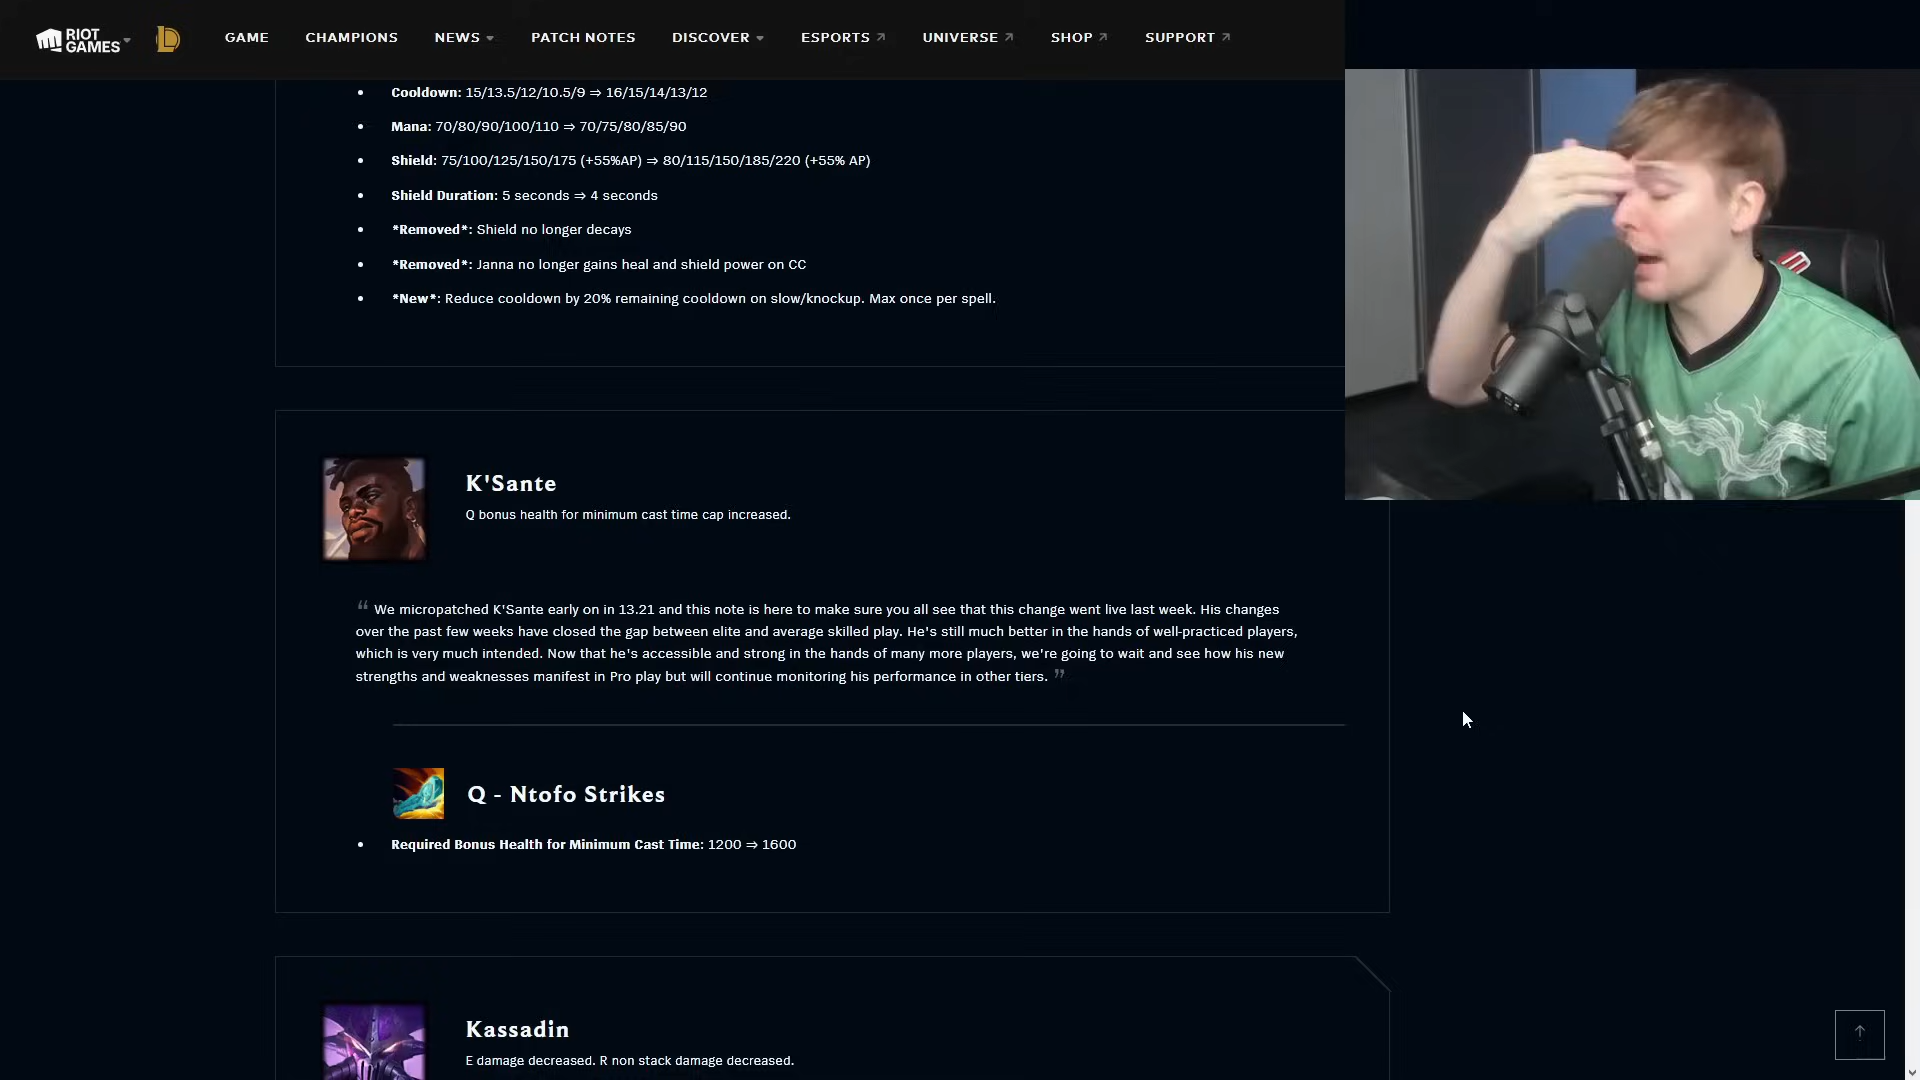 RIOT GAMES
GAME CHAMPIONS NEWS PATCH NOTES DISCOVER ESPORTS UNIVERSE SHOP SUPPORT
• Cooldown: 15/13.5/12/10.5/9 ⇒ 16/15/14/13/12
• Mana: 70/80/90/100/110 ⇒ 70/75/80/85/90
• Shield: 75/100/125/150/175 (+55%AP) ⇒ 80/115/150/185/220 (+55% AP)
• Shield Duration: 5 seconds ⇒ 4 seconds
• *Removed*: Shield no longer decays
• *Removed*: Janna no longer gains heal and shield power on CC
• *New*: Reduce cooldown by 20% remaining cooldown on slow/knockup. Max once per spell.
K'Sante
Q bonus health for minimum cast time cap increased.
“ We micropatched K'Sante early on in 13.21 and this note is here to make sure you all see that this change went live last week. His changes
over the past few weeks have closed the gap between elite and average skilled play. He's still much better in the hands of well-practiced players,
which is very much intended. Now that he's accessible and strong in the hands of many more players, we're going to wait and see how his new
strengths and weaknesses manifest in Pro play but will continue monitoring his performance in other tiers. ”
Q - Ntofo Strikes
• Required Bonus Health for Minimum Cast Time: 1200 ⇒ 1600
Kassadin
E damage decreased. R non stack damage decreased.